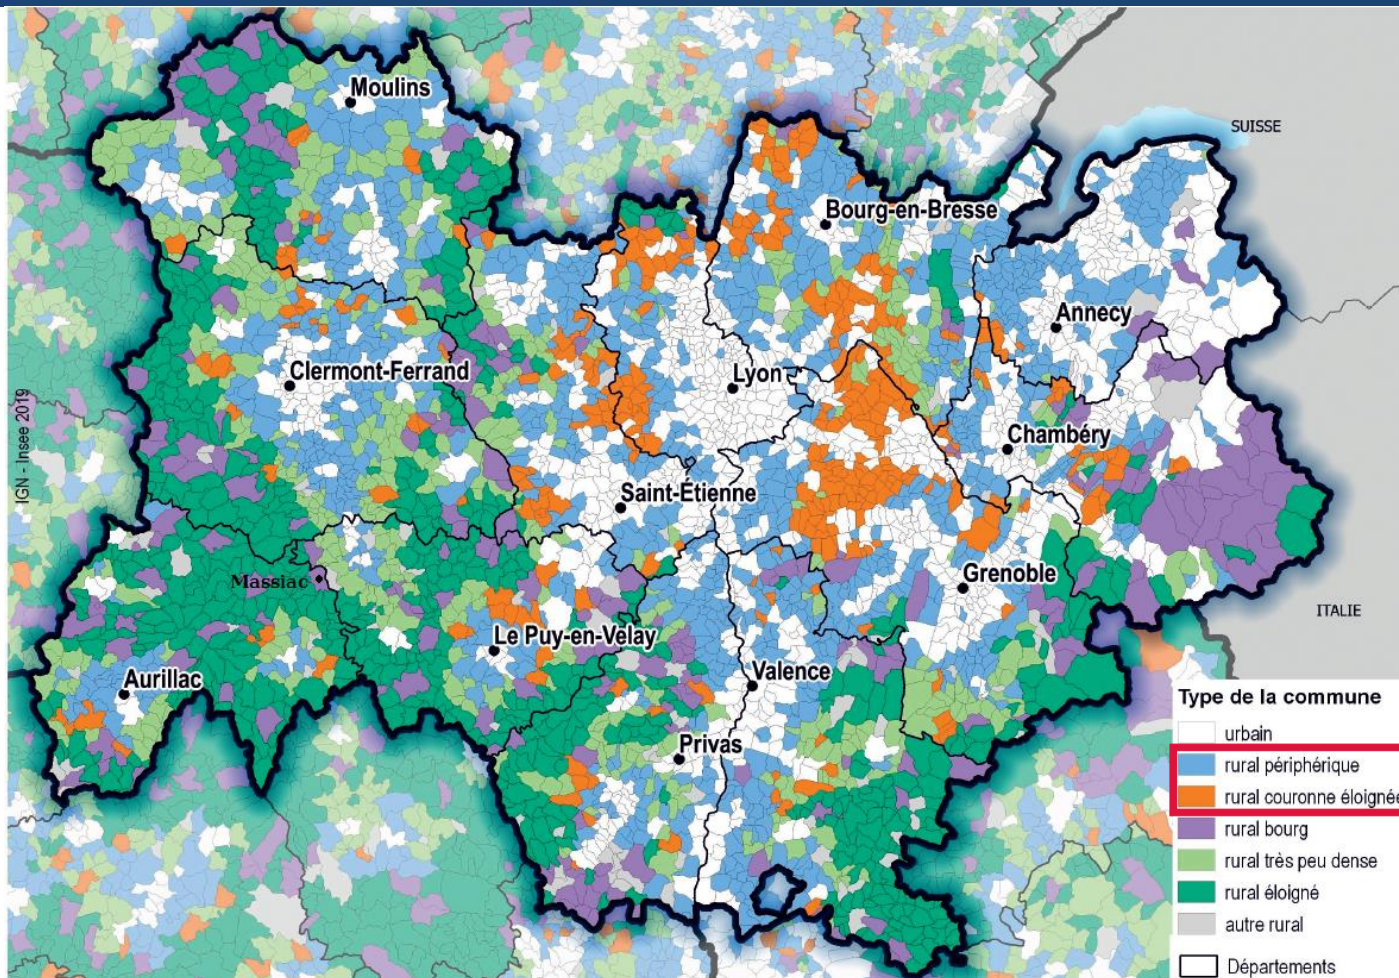 Moulins
SUISSE
Bourg-en-Bresse
Annecy
Clermont-Ferrand
Lyon
IGN - Insee 2019
Chambéry
Saint-Étienne
Massiac
Grenoble
ITALIE
Le Puy-en-Velay
Aurillac
Valence
Privas
Type de la commune
urbain
rural périphérique
rural couronne éloignée
rural bourg
rural très peu dense
rural éloigné
autre rural
Départements